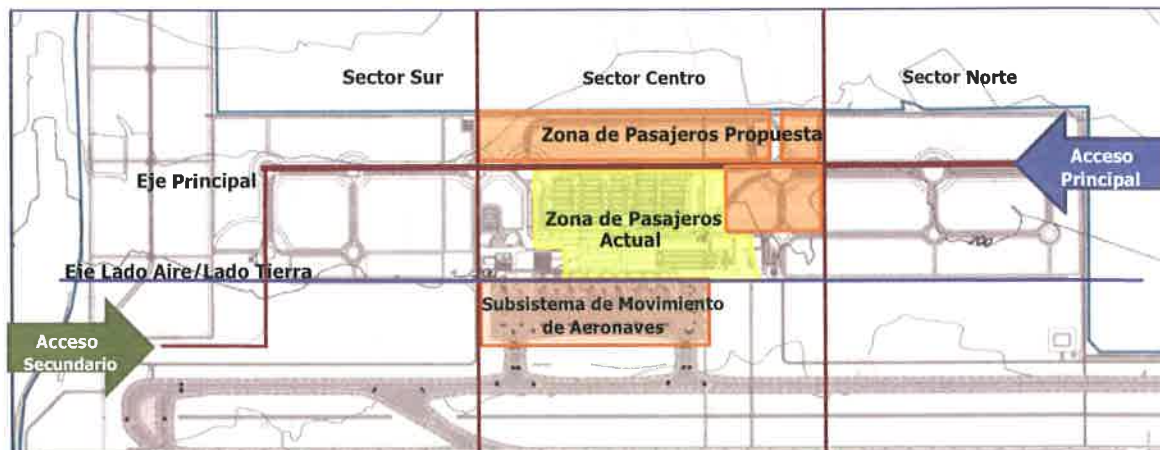 Sector Sur
Sector Centro
Sector Norte
Zona de Pasajeros Propuesta
Acceso
Principal
Eje Principal
Zona de Pasajeros
Actual
Eje Lado Aire/Lado Tierra
Subsistema de Movimiento
de Aeronaves
Acceso
Secundario